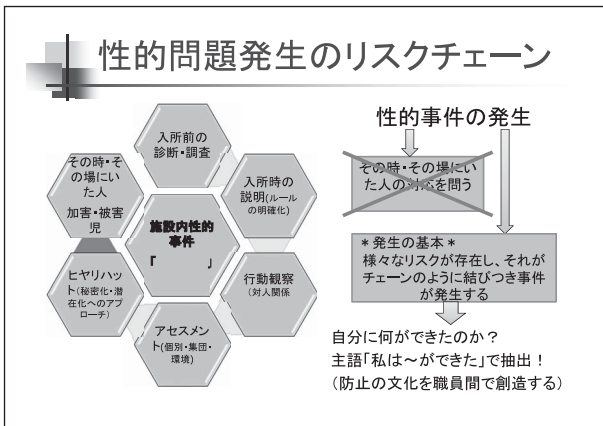 性的問題発生のリスクチェーン
入所前の
診断・調査
入所時の
説明(ルール
の明確化)
行動観察
(対人関係
アセスメン
ト(個別・集団・
環境)
ヒヤリハッ
ト(秘密化・潜
在化へのアプ
ローチ)
その時・そ
の場にい
た人
加害・被害
児
施設内性的
事件
『　　　』
性的事件の発生
その時・その場にい
た人の対応を問う
*発生の基本*
様々なリスクが存在し、それが
チェーンのように結びつき事件
が発生する
自分に何ができたのか？
主語「私は～ができた」で抽出！
(防止の文化を職員間で創造する)